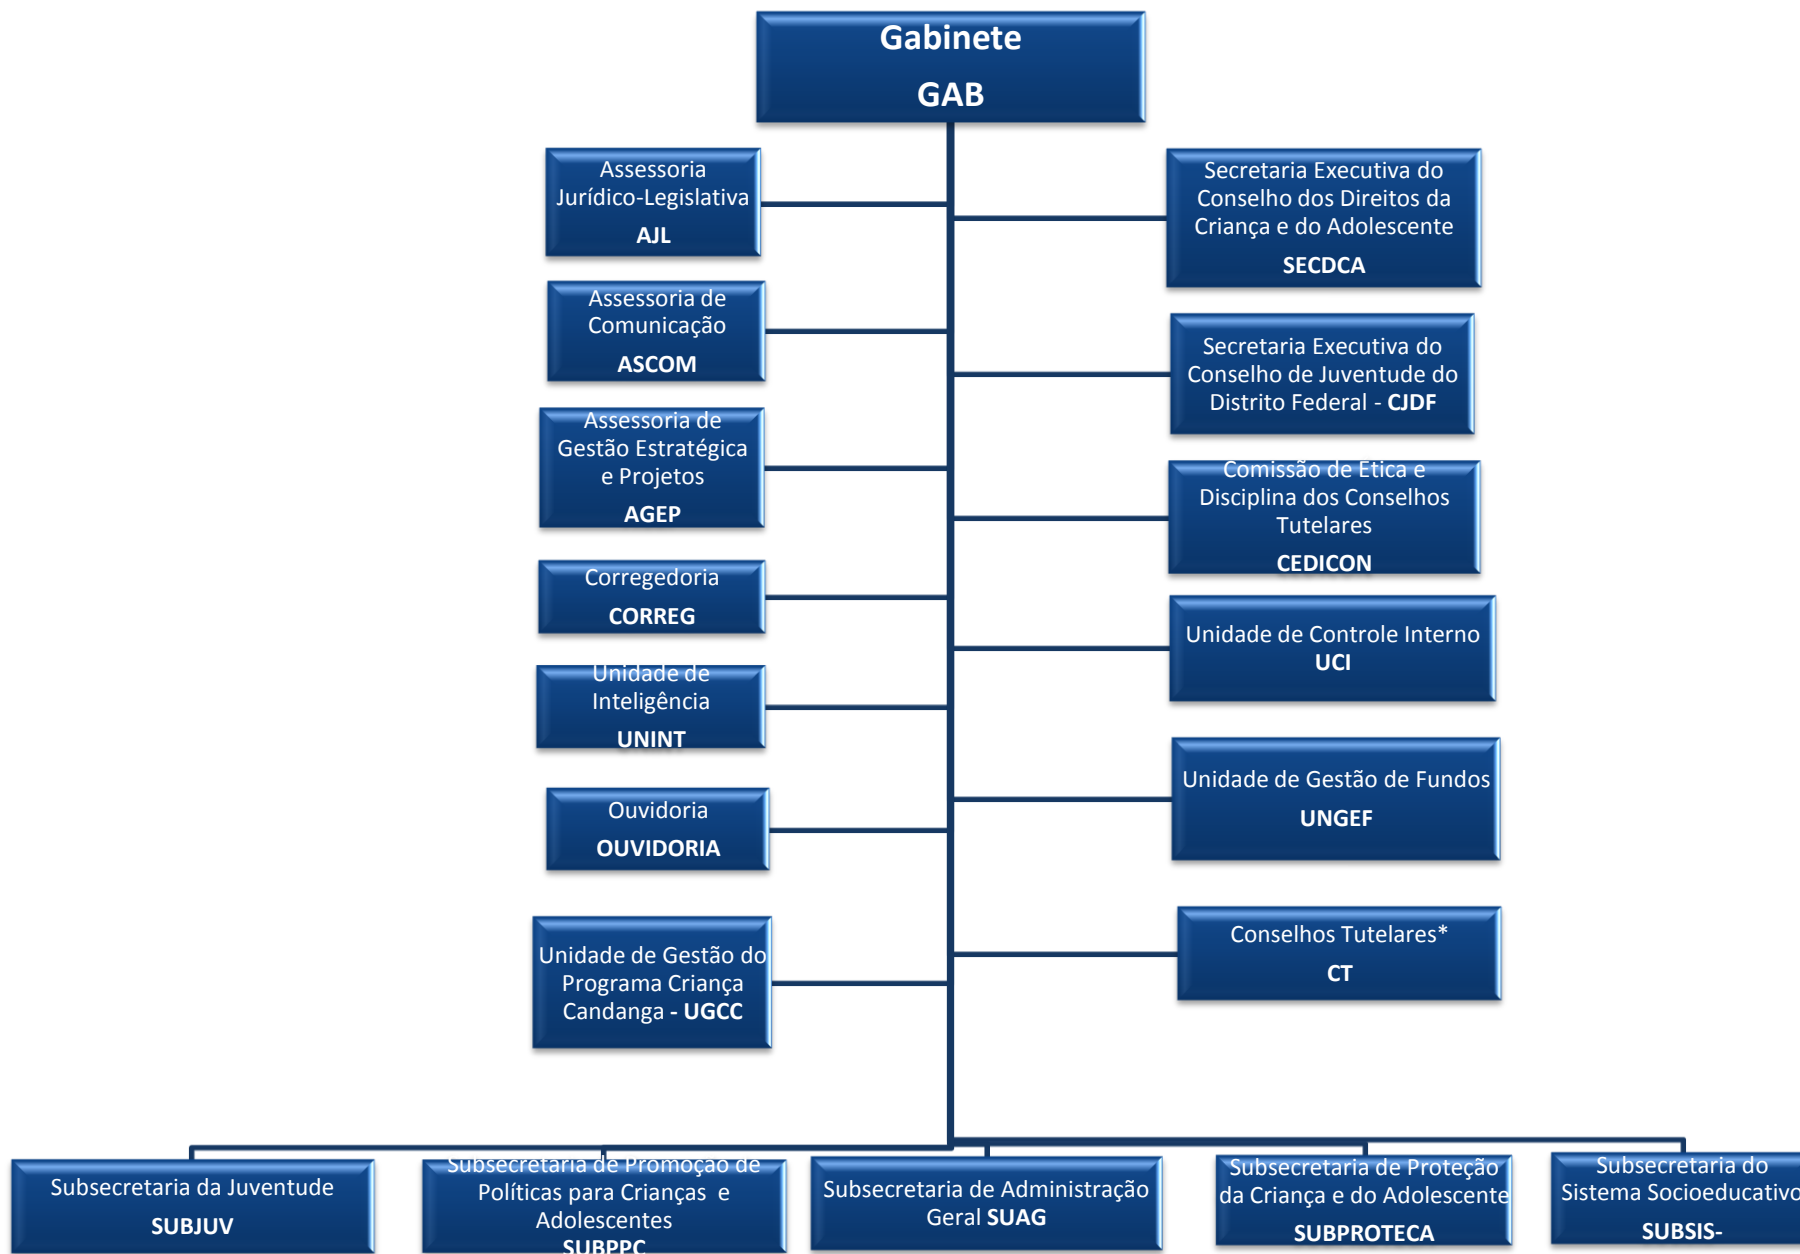 Gabinete
GAB
Assessoria
Jurídico-Legislativa
AJL
Assessoria de
Comunicação
ASCOM
Assessoria de
Gestão Estratégica
e Projetos
AGEP
Corregedoria
CORREG
Unidade de
Inteligência
UNINT
Ouvidoria
OUVIDORIA
Unidade de Gestão do
Programa Criança
Candanga - UGCC
Secretaria Executiva do
Conselho dos Direitos da
Criança e do Adolescente
SECDCA
Secretaria Executiva do
Conselho de Juventude do
Distrito Federal - CJDF
Comissão de Etica e
Disciplina dos Conselhos
Tutelares
CEDICON
Unidade de Controle Interno
UCI
Unidade de Gestão de Fundos
UNGEF
Conselhos Tutelares*
CT
Subsecretaria da Juventude
SUBJUV
Subsecretaria de Promoção de
Políticas para Crianças e
Adolescentes
SUBPPC
Subsecretaria de Administração
Geral SUAG
Subsecretaria de Proteção
da Criança e do Adolescente
SUBPROTECA
Subsecretaria do
Sistema Socioeducativo
SUBSIS-